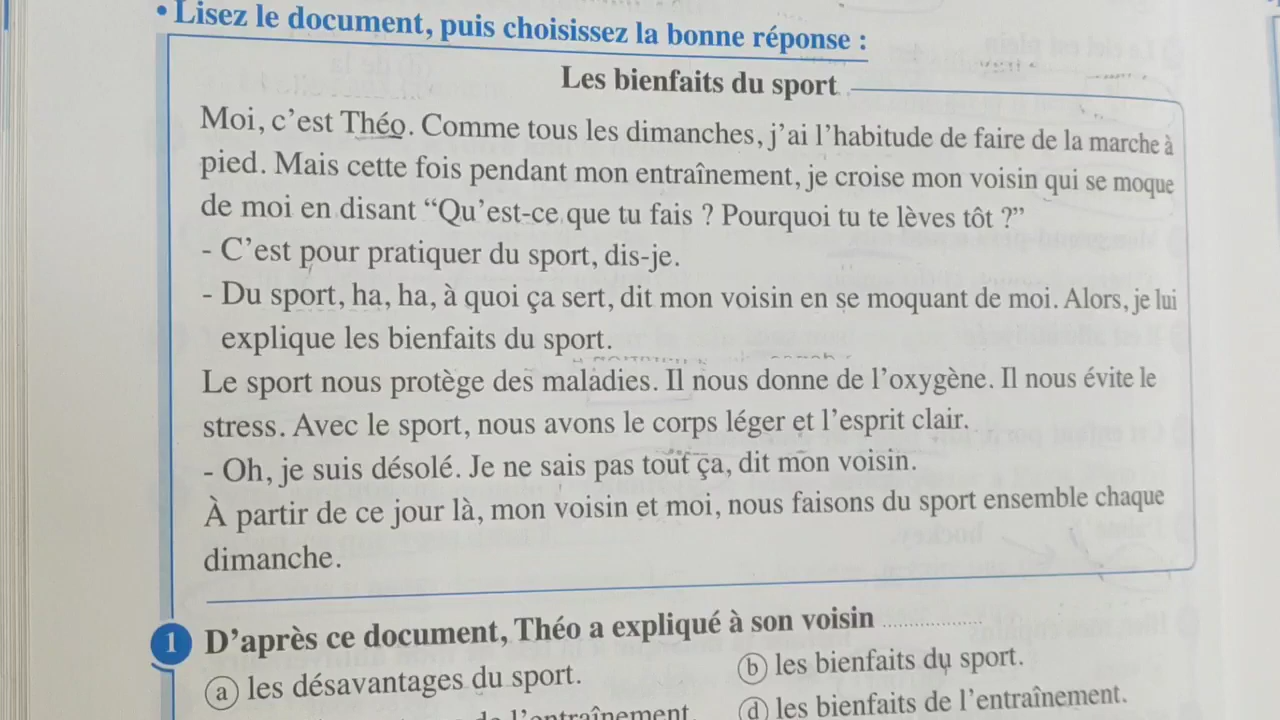 • Lisez le document, puis choisissez la bonne réponse :
Les bienfaits du sport
Moi, c’est Théo. Comme tous les dimanches, j’ai l’habitude de faire de la marche à
pied. Mais cette fois pendant mon entraînement, je croise mon voisin qui se moque
de moi en disant “Qu’est-ce que tu fais ? Pourquoi tu te lèves tôt ?”
- C’est pour pratiquer du sport, dis-je.
- Du sport, ha, ha, à quoi ça sert, dit mon voisin en se moquant de moi. Alors, je lui
explique les bienfaits du sport.
Le sport nous protège des maladies. Il nous donne de l’oxygène. Il nous évite le
stress. Avec le sport, nous avons le corps léger et l’esprit clair.
- Oh, je suis désolé. Je ne sais pas tout ça, dit mon voisin.
À partir de ce jour là, mon voisin et moi, nous faisons du sport ensemble chaque
dimanche.
1 D’après ce document, Théo a expliqué à son voisin ....................
a les désavantages du sport.
b les bienfaits du sport.
de l’entraînement.
d les bienfaits de l’entraînement.